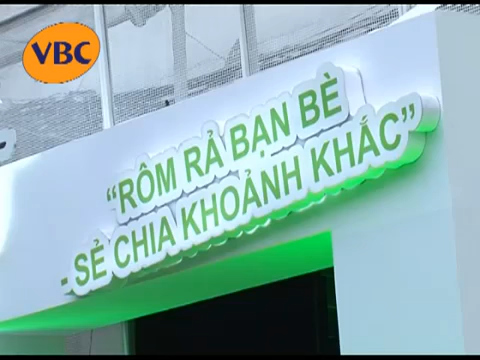 VBC
“RÔM RẢ BẠN BÈ
- SẺ CHIA KHOẢNH KHẮC”